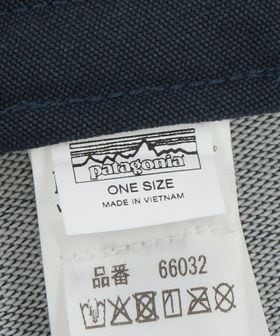 patagonia
ONE SIZE
MADE IN VIETNAM
品番 66032